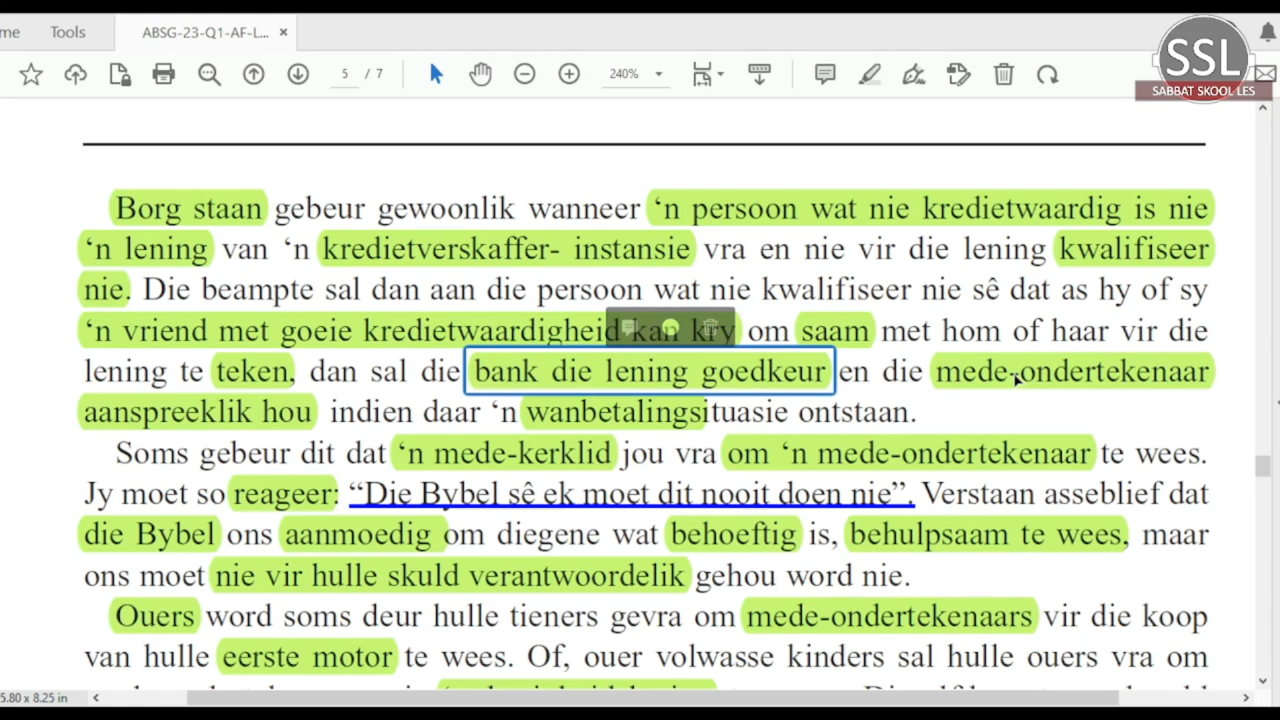 me Tools ABSG-23-Q1-AF-L... ×
5 / 7 240%
SSL
SABBAT SKOOL LES
Borg staan gebeur gewoonlik wanneer ‘n persoon wat nie kredietwaardig is nie
‘n lening van ‘n kredietverskaffer- instansie vra en nie vir die lening kwalifiseer
nie. Die beampte sal dan aan die persoon wat nie kwalifiseer nie sê dat as hy of sy
‘n vriend met goeie kredietwaardigheid kan kry om saam met hom of haar vir die
lening te teken, dan sal die bank die lening goedkeur en die mede-ondertekenaar
aanspreeklik hou indien daar ‘n wanbetalingsituasie ontstaan.
Soms gebeur dit dat ‘n mede-kerklid jou vra om ‘n mede-ondertekenaar te wees.
Jy moet so reageer: “Die Bybel sê ek moet dit nooit doen nie”. Verstaan asseblief dat
die Bybel ons aanmoedig om diegene wat behoeftig is, behulpsaam te wees, maar
ons moet nie vir hulle skuld verantwoordelik gehou word nie.
Ouers word soms deur hulle tieners gevra om mede-ondertekenaars vir die koop
van hulle eerste motor te wees. Of, ouer volwasse kinders sal hulle ouers vra om
5.80 x 8.25 in